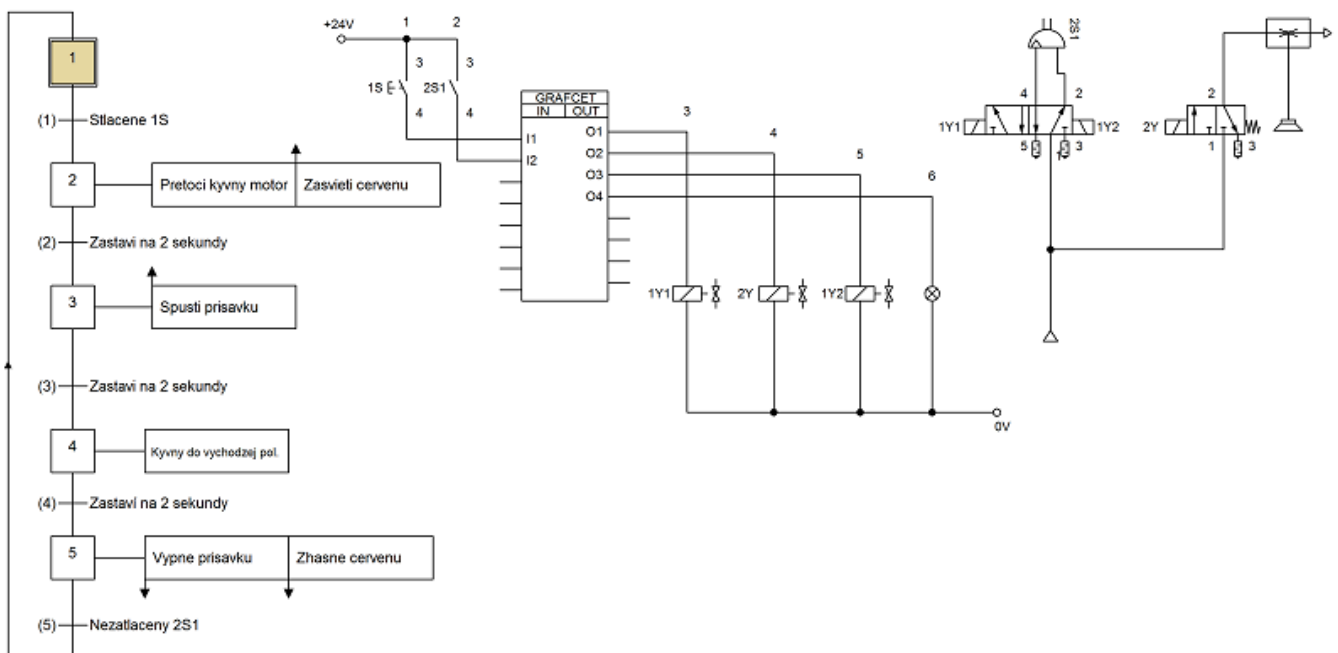 1
(1) Stlacene 1S
2
Pretoci kyvny motor
Zasvieti cervenu
(2) Zastavi na 2 sekundy
3
Spusti prisavku
(3) Zastavi na 2 sekundy
4
Kyvny do vychodzej pol.
(4) Zastavi na 2 sekundy
5
Vypne prisavku
Zhasne cervenu
(5) Nezatlaceny 2S1
+24V
1
2
3
3
1S
2S1
4
4
GRAFCET
IN OUT
I1
I2
O1
O2
O3
O4
3
4
5
6
1Y1
2Y
1Y2
0V
2S1
4
2
1Y1
1Y2
5
1
3
2
2Y
1
3